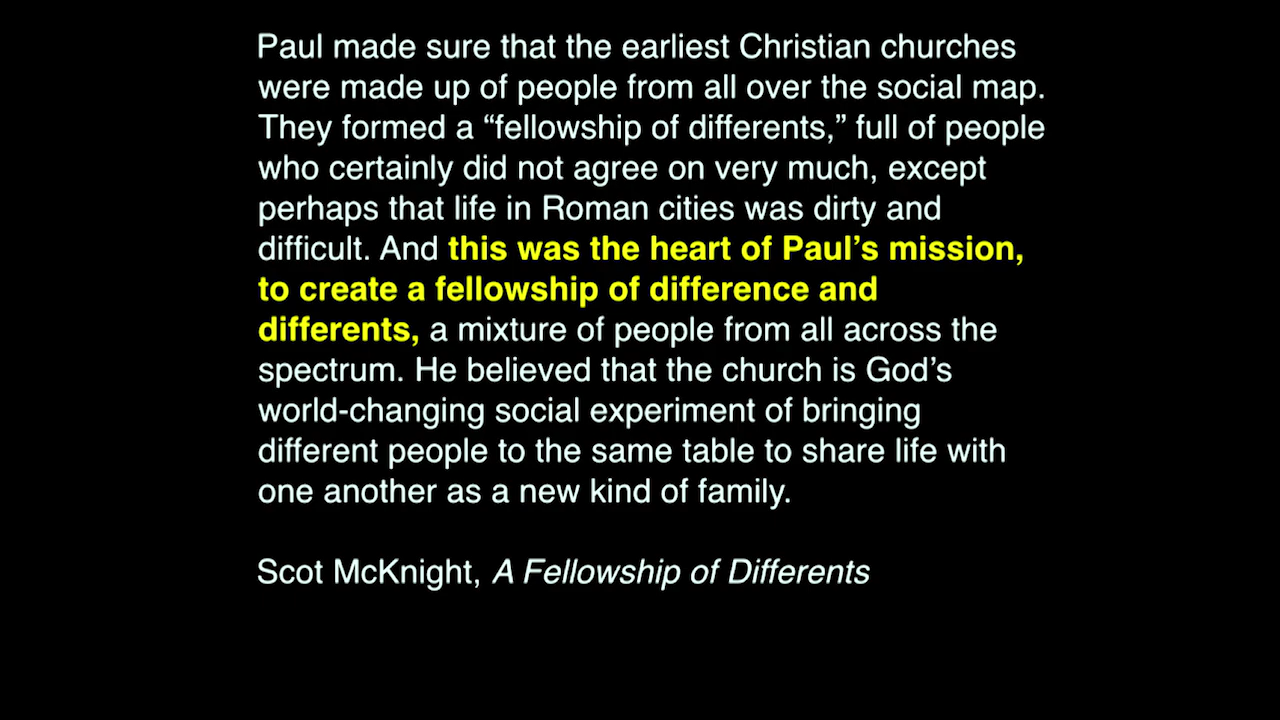 Paul made sure that the earliest Christian churches
were made up of people from all over the social map.
They formed a “fellowship of differents,” full of people
who certainly did not agree on very much, except
perhaps that life in Roman cities was dirty and
difficult. And this was the heart of Paul’s mission,
to create a fellowship of difference and
differents, a mixture of people from all across the
spectrum. He believed that the church is God’s
world-changing social experiment of bringing
different people to the same table to share life with
one another as a new kind of family.
Scot McKnight, A Fellowship of Differents